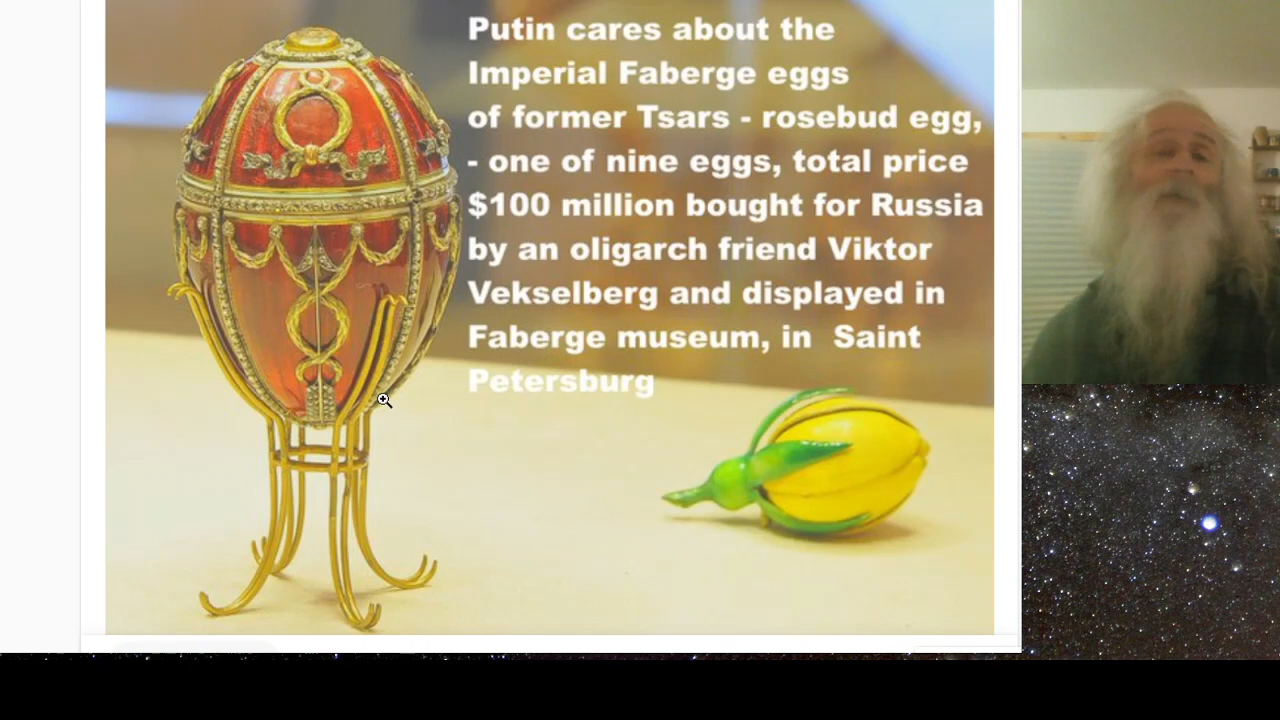 Putin cares about the
Imperial Faberge eggs
of former Tsars - rosebud egg,
- one of nine eggs, total price
$100 million bought for Russia
by an oligarch friend Viktor
Vekselberg and displayed in
Faberge museum, in  Saint
Petersburg